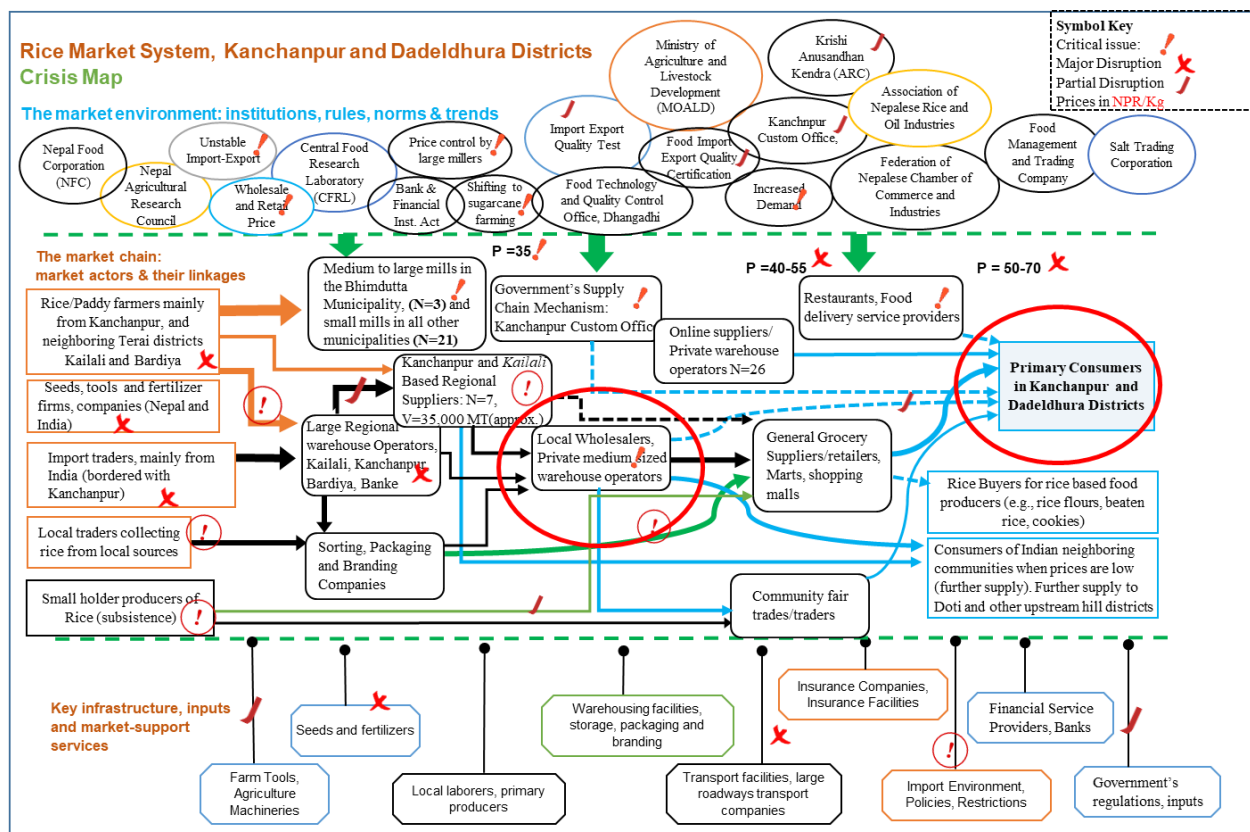 Rice Market System, Kanchanpur and Dadeldhura Districts
Crisis Map
The market environment: institutions, rules, norms & trends
Symbol Key
Critical issue:
Major Disruption
Partial Disruption
Prices in NPR/Kg
Nepal Food
Corporation
(NFC)
Nepal
Agricultural
Research
Council
Unstable
Import-Export
Wholesale
and Retail
Price
Central Food
Research
Laboratory
(CFRL)
Price control by
large millers
Bank &
Financial
Inst. Act
Shifting to
sugarcane
farming
Import Export
Quality Test
Ministry of
Agriculture and
Livestock
Development
(MOALD)
Food Import
Export Quality
Certification
Food Technology
and Quality Control
Office, Dhangadhi
Krishi
Anusandhan
Kendra (ARC)
Kanchnpur
Custom Office,
Increased
Demand
Association of
Nepalese Rice and
Oil Industries
Federation of
Nepalese Chamber of
Commerce and
Industries
Food
Management
and Trading
Company
Salt Trading
Corporation
The market chain:
market actors & their linkages
P =35
P =40-55
P = 50-70
Rice/Paddy farmers mainly
from Kanchanpur, and
neighboring Terai districts
Kailali and Bardiya
Seeds, tools and fertilizer
firms, companies (Nepal and
India)
Import traders, mainly from
India (bordered with
Kanchanpur)
Local traders collecting
rice from local sources
Small holder producers of
Rice (subsistence)
Medium to large mills in
the Bhimdutta
Municipality, (N=3) and
small mills in all other
municipalities (N=21)
Kanchanpur and Kailali
Based Regional
Suppliers: N=7,
V=35,000 MT(approx.)
Large Regional
warehouse Operators,
Kailali, Kanchanpur,
Bardiya, Banke
Sorting, Packaging
and Branding
Companies
Government's Supply
Chain Mechanism:
Kanchanpur Custom Office
Online suppliers/
Private warehouse
operators N=26
Local Wholesalers,
Private medium sized
warehouse operators
Restaurants, Food
delivery service providers
General Grocery
Suppliers/retailers,
Marts, shopping
malls
Community fair
trades/traders
Primary Consumers
in Kanchanpur and
Dadeldhura Districts
Rice Buyers for rice based food
producers (e.g., rice flours, beaten
rice, cookies)
Consumers of Indian neighboring
communities when prices are low
(further supply). Further supply to
Doti and other upstream hill districts
Key infrastructure, inputs
and market-support
services
Farm Tools,
Agriculture
Machineries
Seeds and fertilizers
Local laborers, primary
producers
Warehousing facilities,
storage, packaging and
branding
Transport facilities, large
roadways transport
companies
Insurance Companies,
Insurance Facilities
Import Environment,
Policies, Restrictions
Financial Service
Providers, Banks
Government's
regulations, inputs